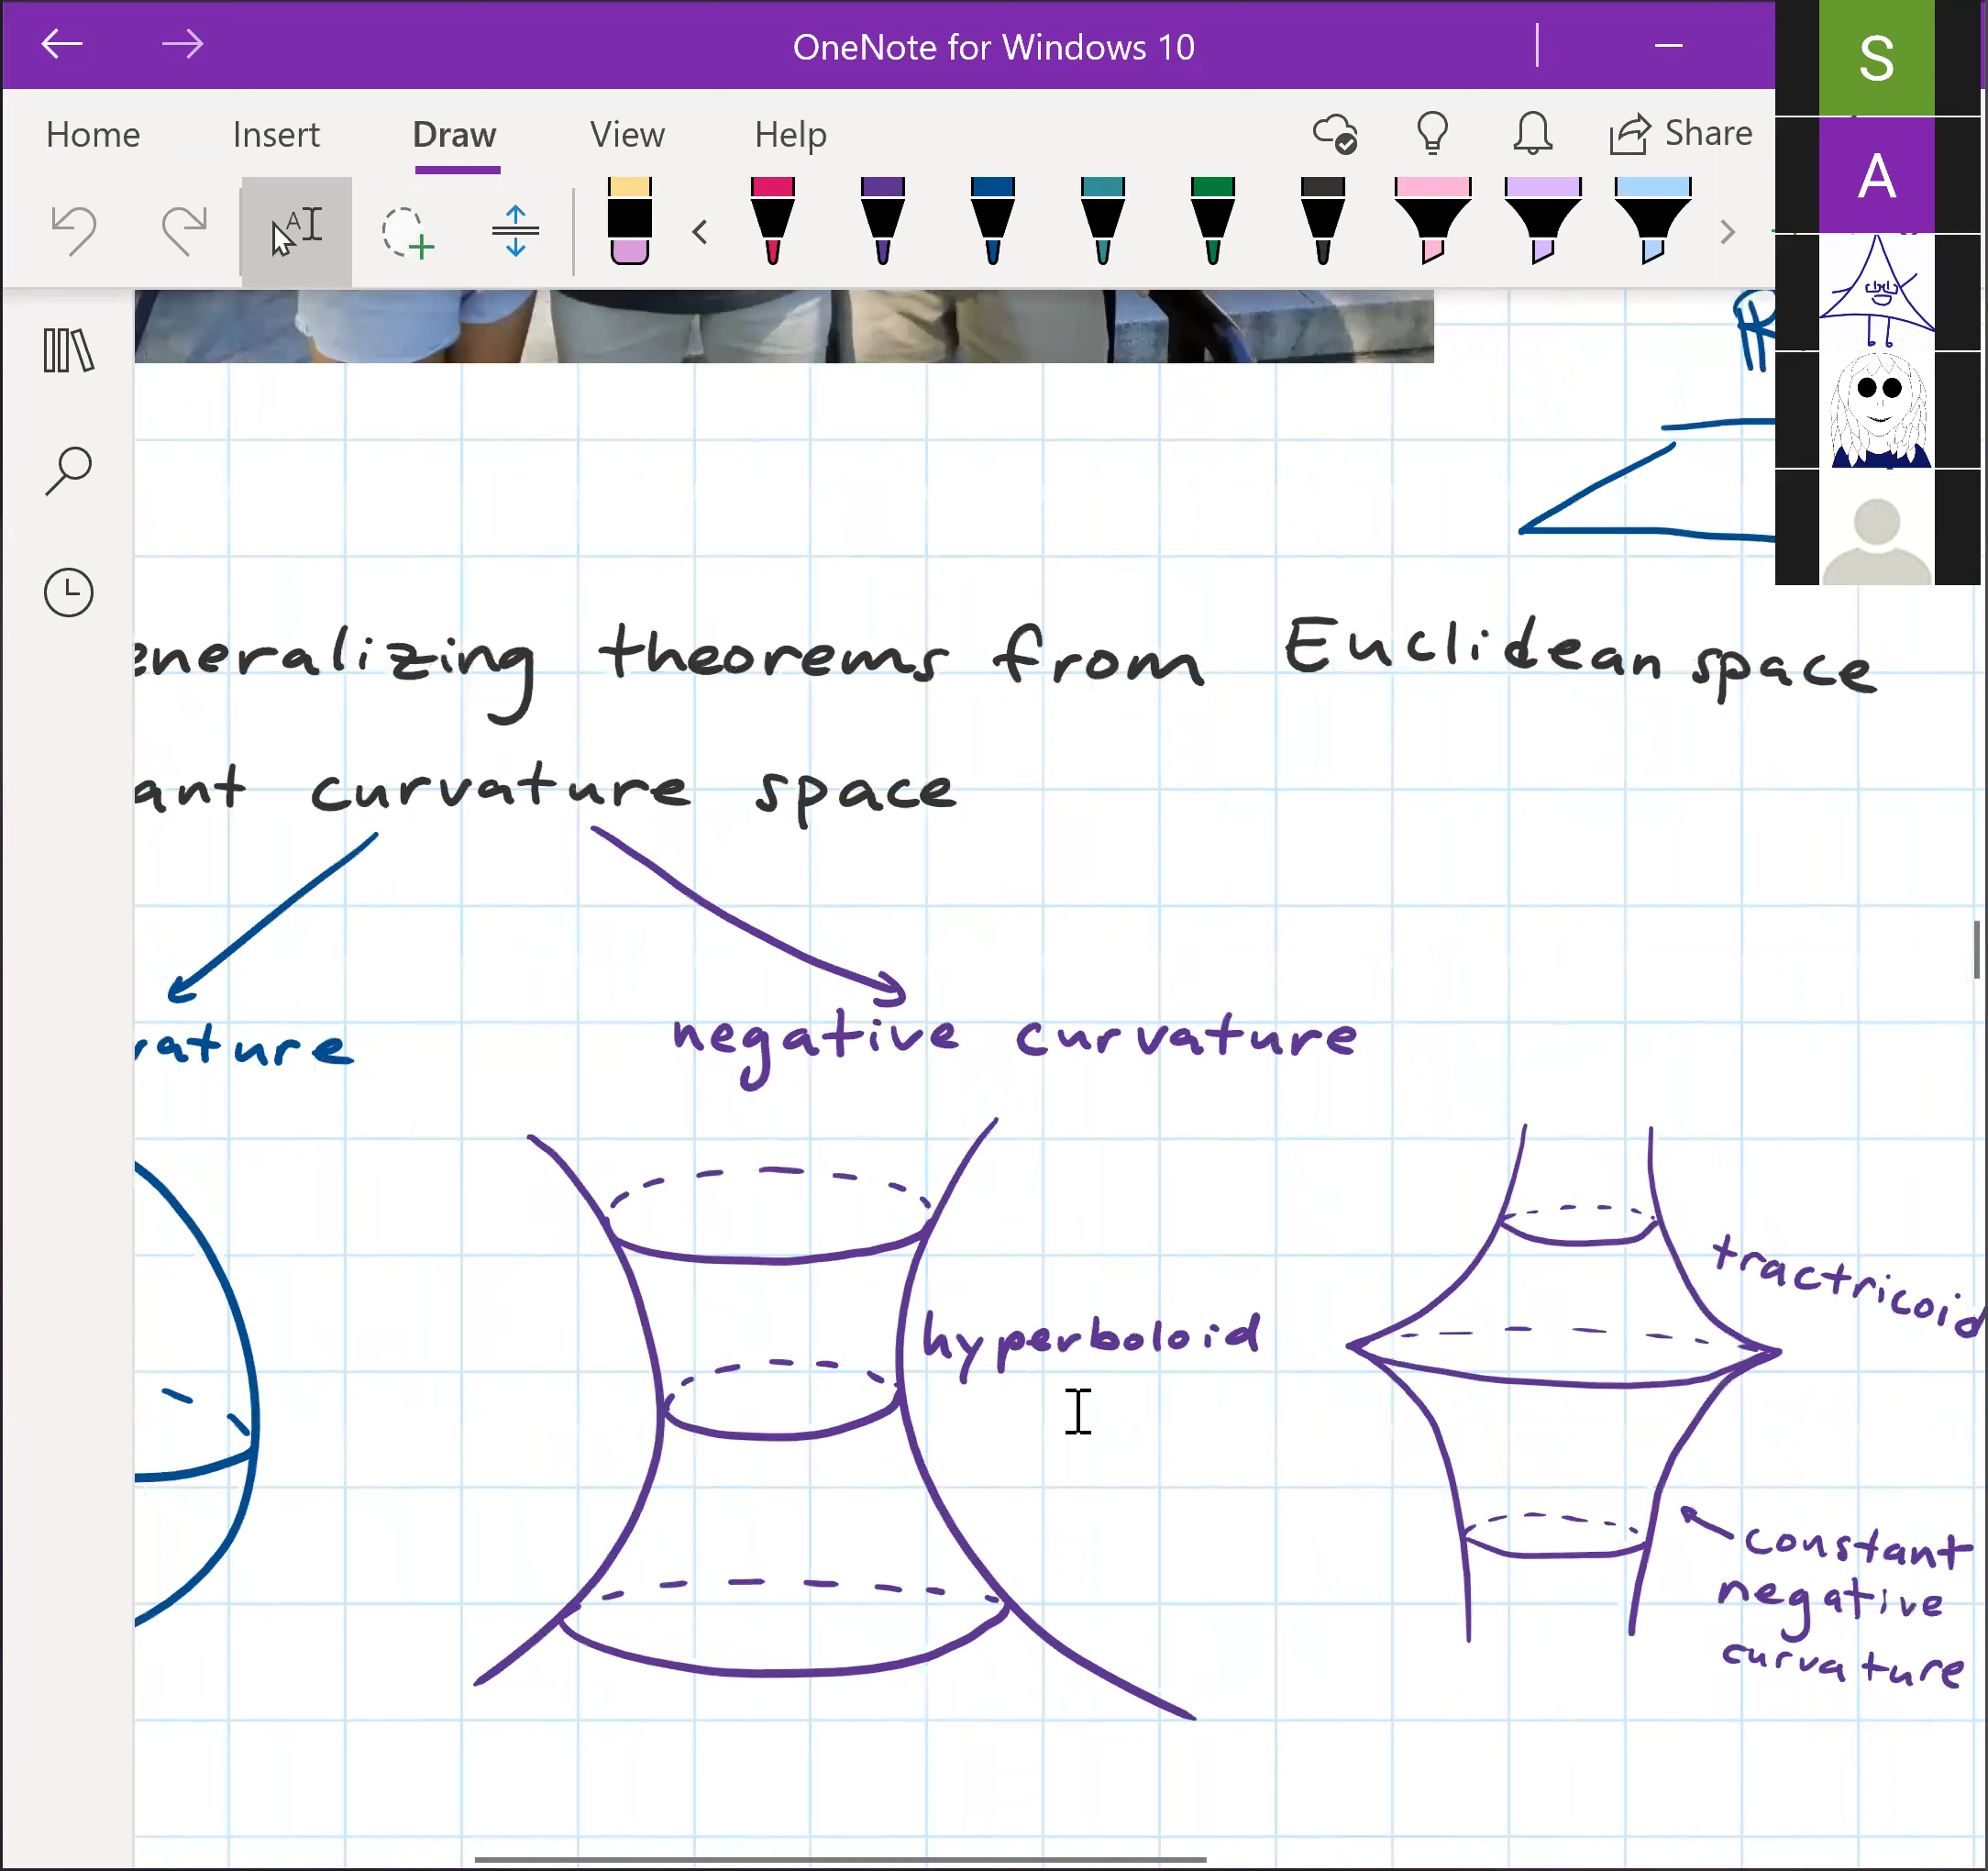 OneNote for Windows 10
Home Insert Draw View Help Share
S
A
eneralizing theorems from Euclidean space
ant curvature space
rature
negative curvature
hyperboloid
tractricoid
constant
negative
curvature